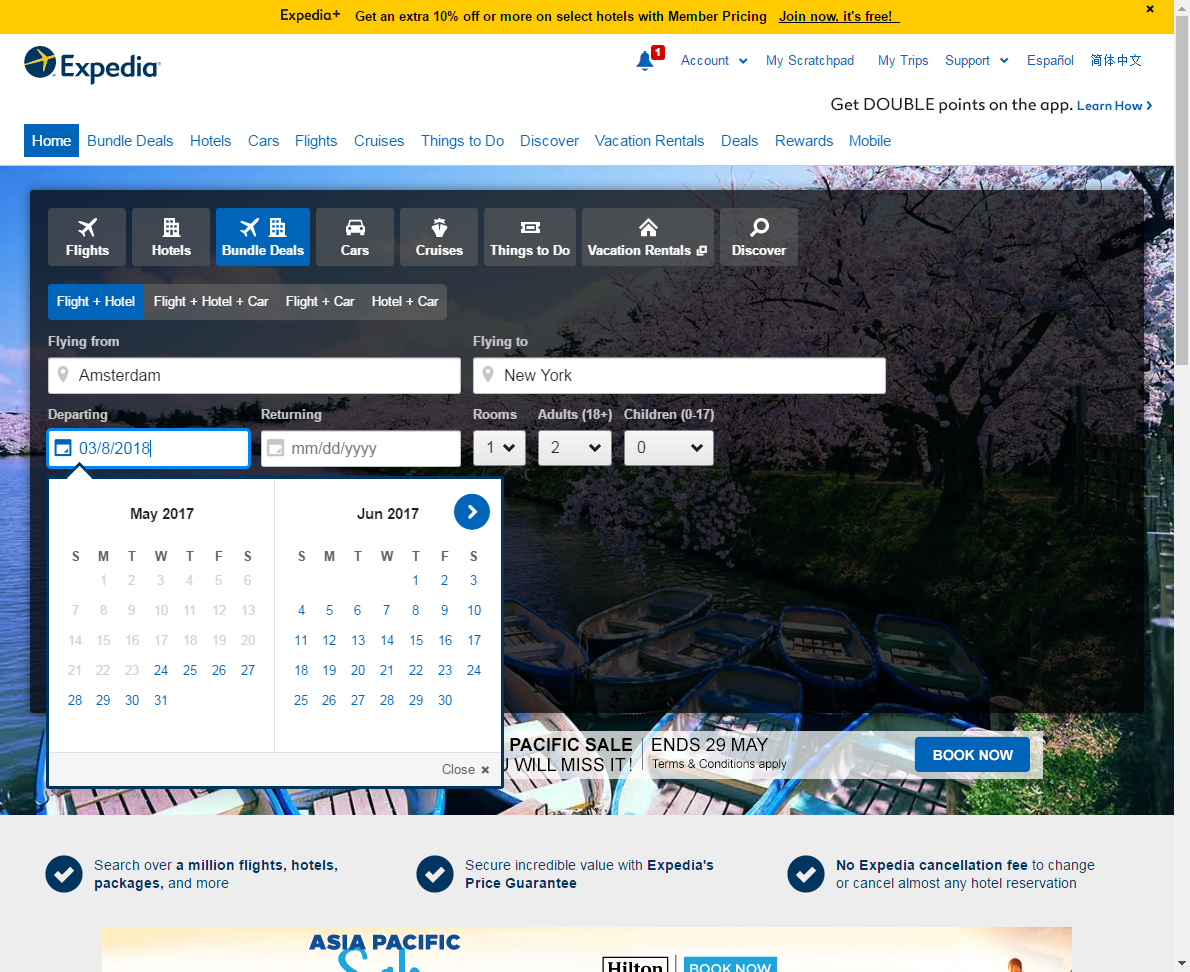 Expedia+ Get an extra 10% off or more on select hotels with Member Pricing Join now, it's free!
Expedia
1 Account My Scratchpad My Trips Support Español 简体中文
Get DOUBLE points on the app. Learn How
Home Bundle Deals Hotels Cars Flights Cruises Things to Do Discover Vacation Rentals Deals Rewards Mobile
Flights Hotels Bundle Deals Cars Cruises Things to Do Vacation Rentals Discover
Flight + Hotel Flight + Hotel + Car Flight + Car Hotel + Car
Flying from Flying to
Amsterdam New York
Departing Returning Rooms Adults (18+) Children (0-17)
03/8/2018 mm/dd/yyyy 1 2 0
May 2017 Jun 2017
S M T W T F S S M T W T F S
1 2 3 4 5 6 1 2 3
7 8 9 10 11 12 13 4 5 6 7 8 9 10
14 15 16 17 18 19 20 11 12 13 14 15 16 17
21 22 23 24 25 26 27 18 19 20 21 22 23 24
28 29 30 31 25 26 27 28 29 30
Close
PACIFIC SALE ENDS 29 MAY
WILL MISS IT! Terms & Conditions apply
BOOK NOW
Search over a million flights, hotels,
packages, and more
Secure incredible value with Expedia's
Price Guarantee
No Expedia cancellation fee to change
or cancel almost any hotel reservation
ASIA PACIFIC
Hilton BOOK NOW